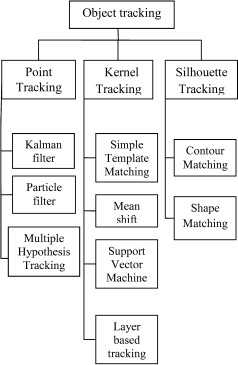 Object tracking
Point
Tracking
Kernel
Tracking
Silhouette
Tracking
Kalman
filter
Particle
filter
Multiple
Hypothesis
Tracking
Simple
Template
Matching
Mean
shift
Support
Vector
Machine
Layer
based
tracking
Contour
Matching
Shape
Matching